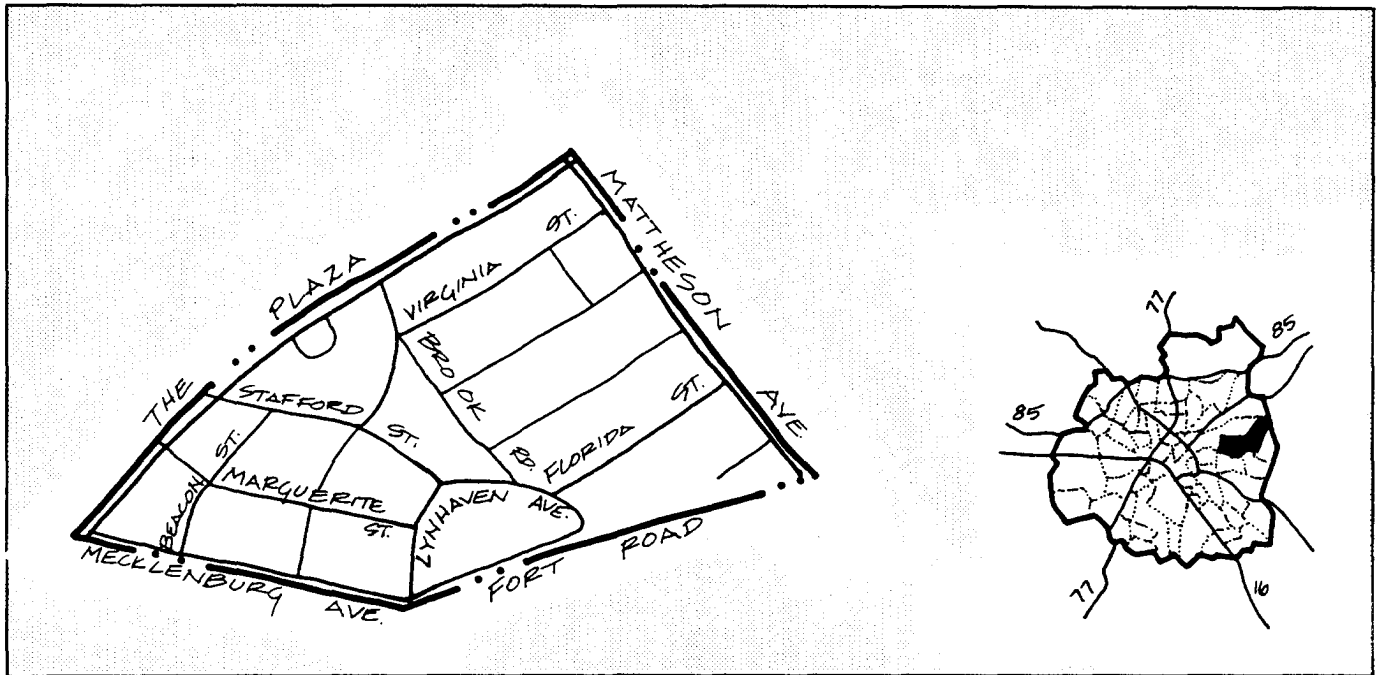 THE PLAZA
MATTHESON AVE.
VIRGINIA ST.
BROOK RD.
STAFFORD ST.
FLORIDA ST.
BEACON ST.
MARGUERITE ST.
LYNHAVEN AVE.
MECKLENBURG AVE.
FORT ROAD
77
85
85
77
16